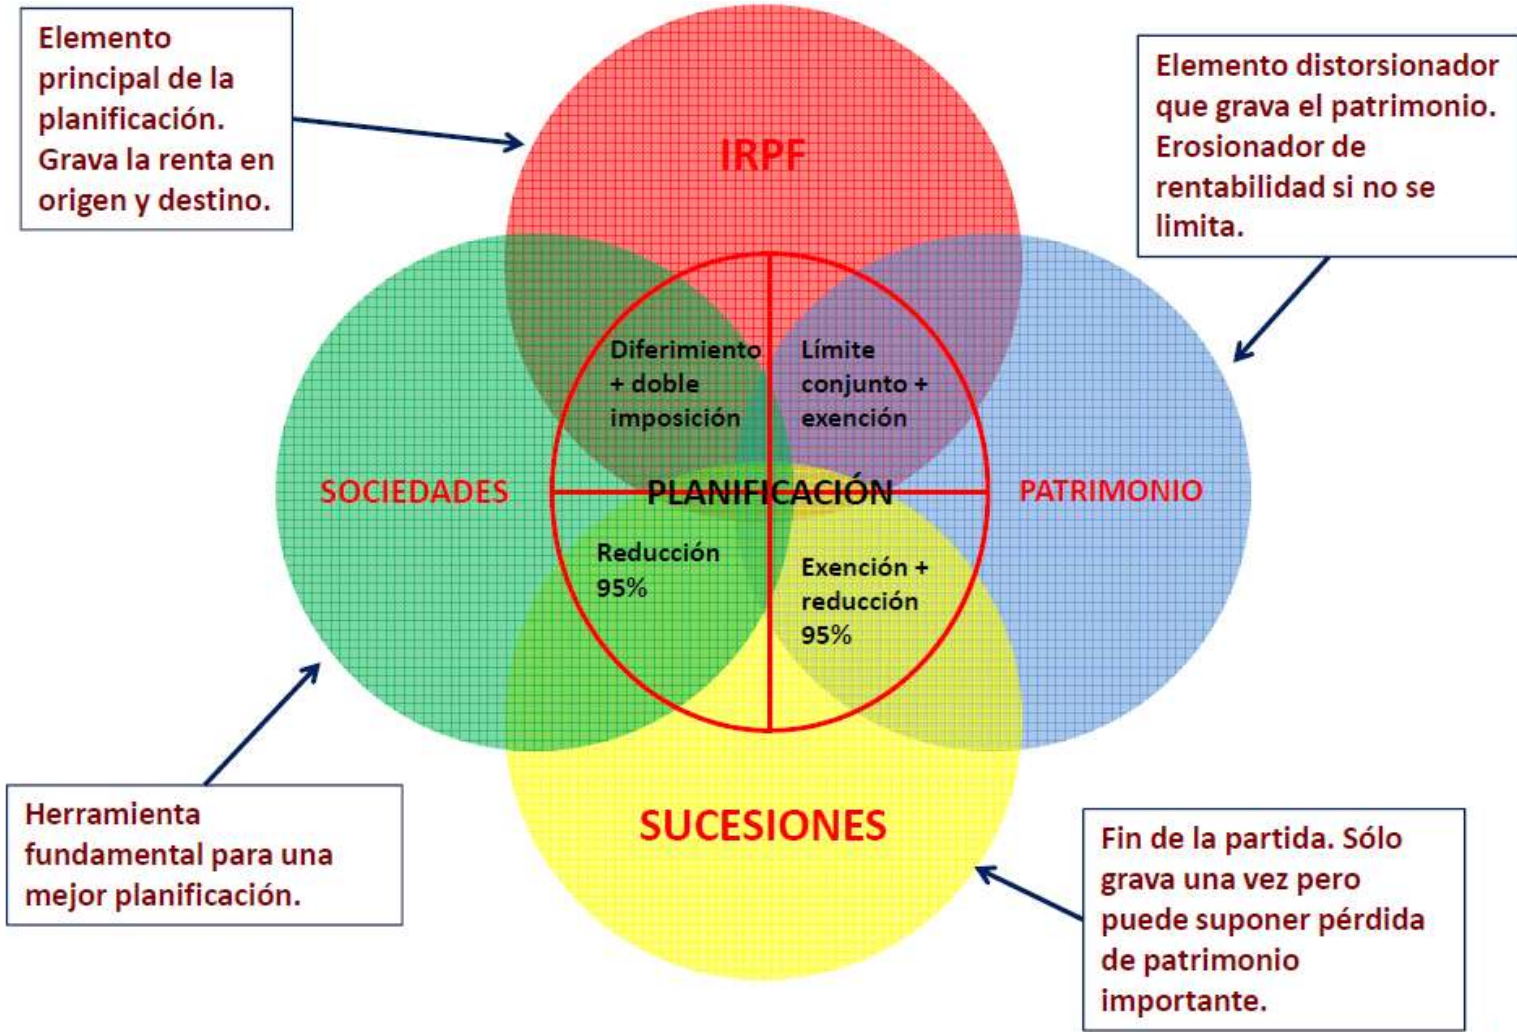 Elemento
principal de la
planificación.
Grava la renta en
origen y destino.
Elemento distorsionador
que grava el patrimonio.
Erosionador de
rentabilidad si no se
limita.
IRPF
Diferimiento
+ doble
imposición
Límite
conjunto +
exención
SOCIEDADES
PLANIFICACIÓN
PATRIMONIO
Reducción
95%
Exención +
reducción
95%
SUCESIONES
Herramienta
fundamental para una
mejor planificación.
Fin de la partida. Sólo
grava una vez pero
puede suponer pérdida
de patrimonio
importante.